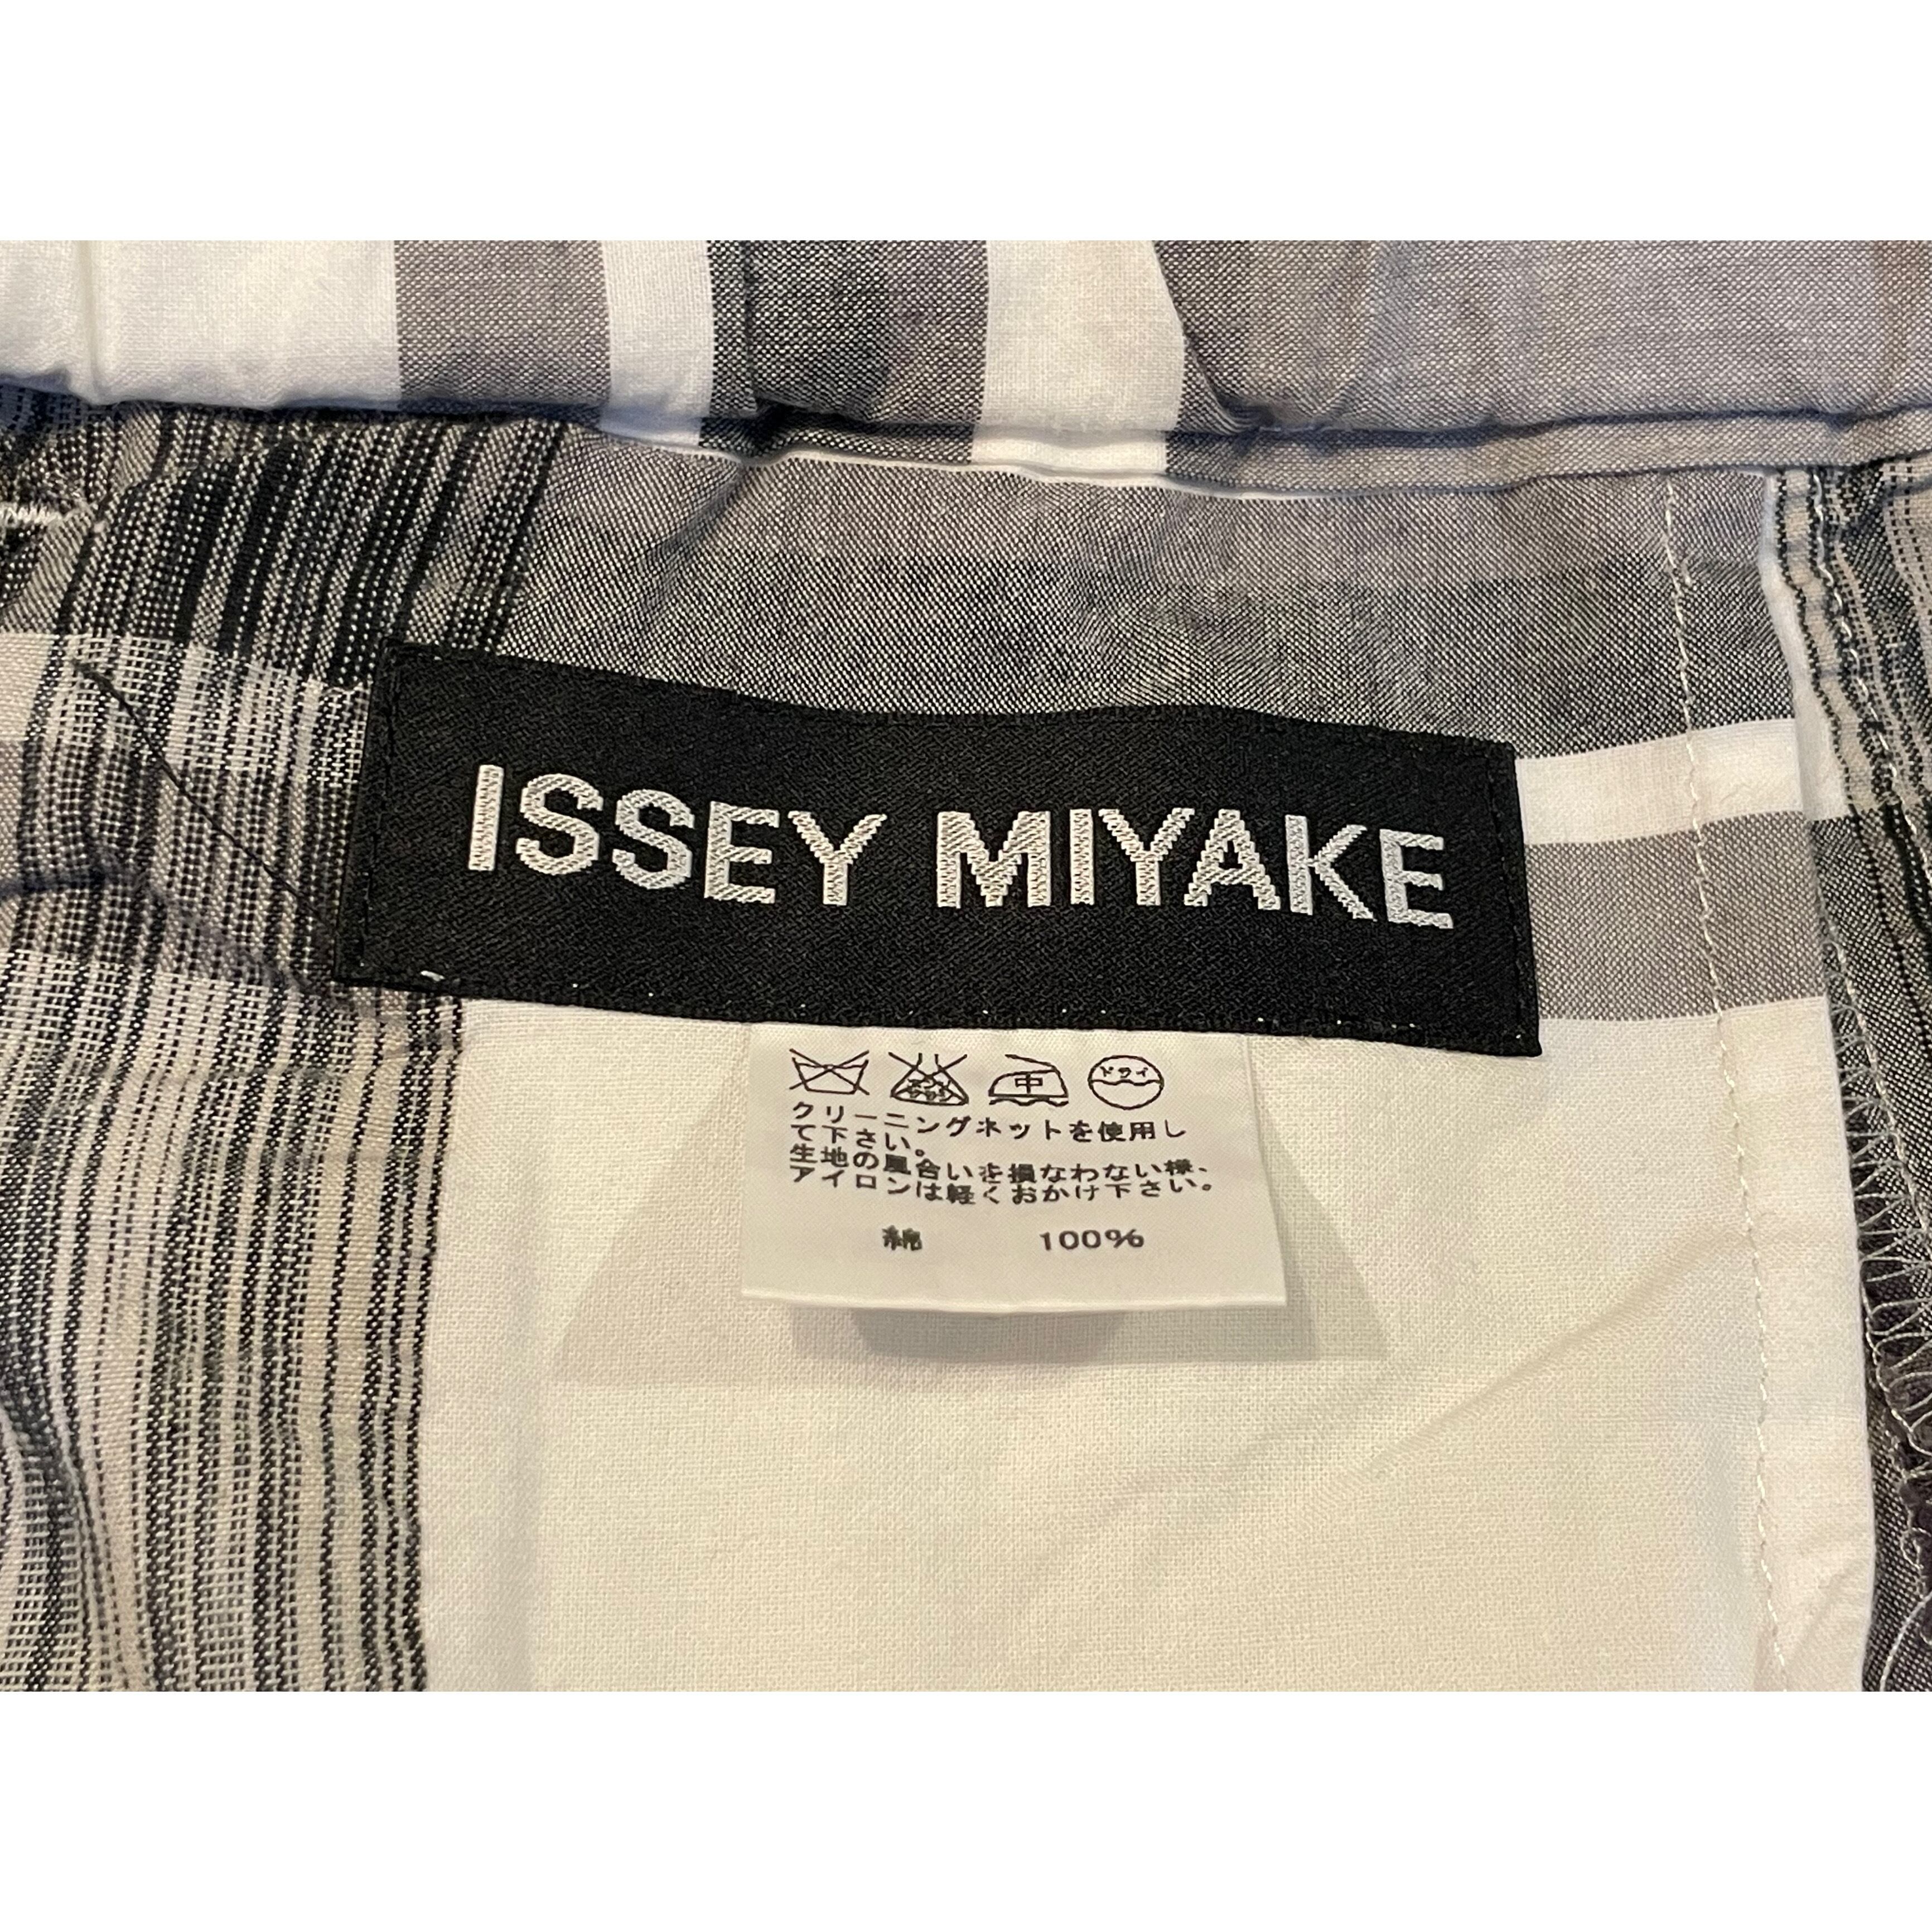 ISSEY MIYAKE
中 ドライ
クリーニングネットを使用し
て下さい。
生地の風合いを損なわない様、
アイロンは軽くおかけ下さい。
綿 100%